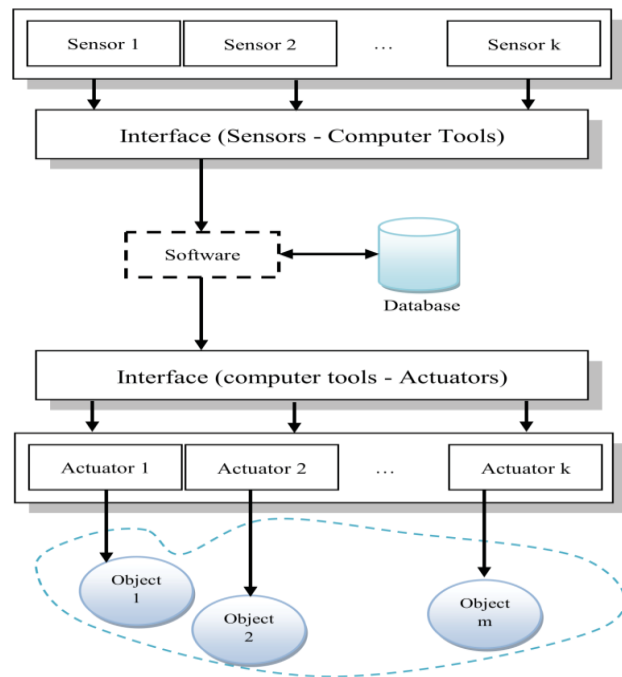 Sensor 1 Sensor 2 ... Sensor k
Interface (Sensors - Computer Tools)
Software
Database
Interface (computer tools - Actuators)
Actuator 1 Actuator 2 ... Actuator k
Object
1
Object
2
Object
m